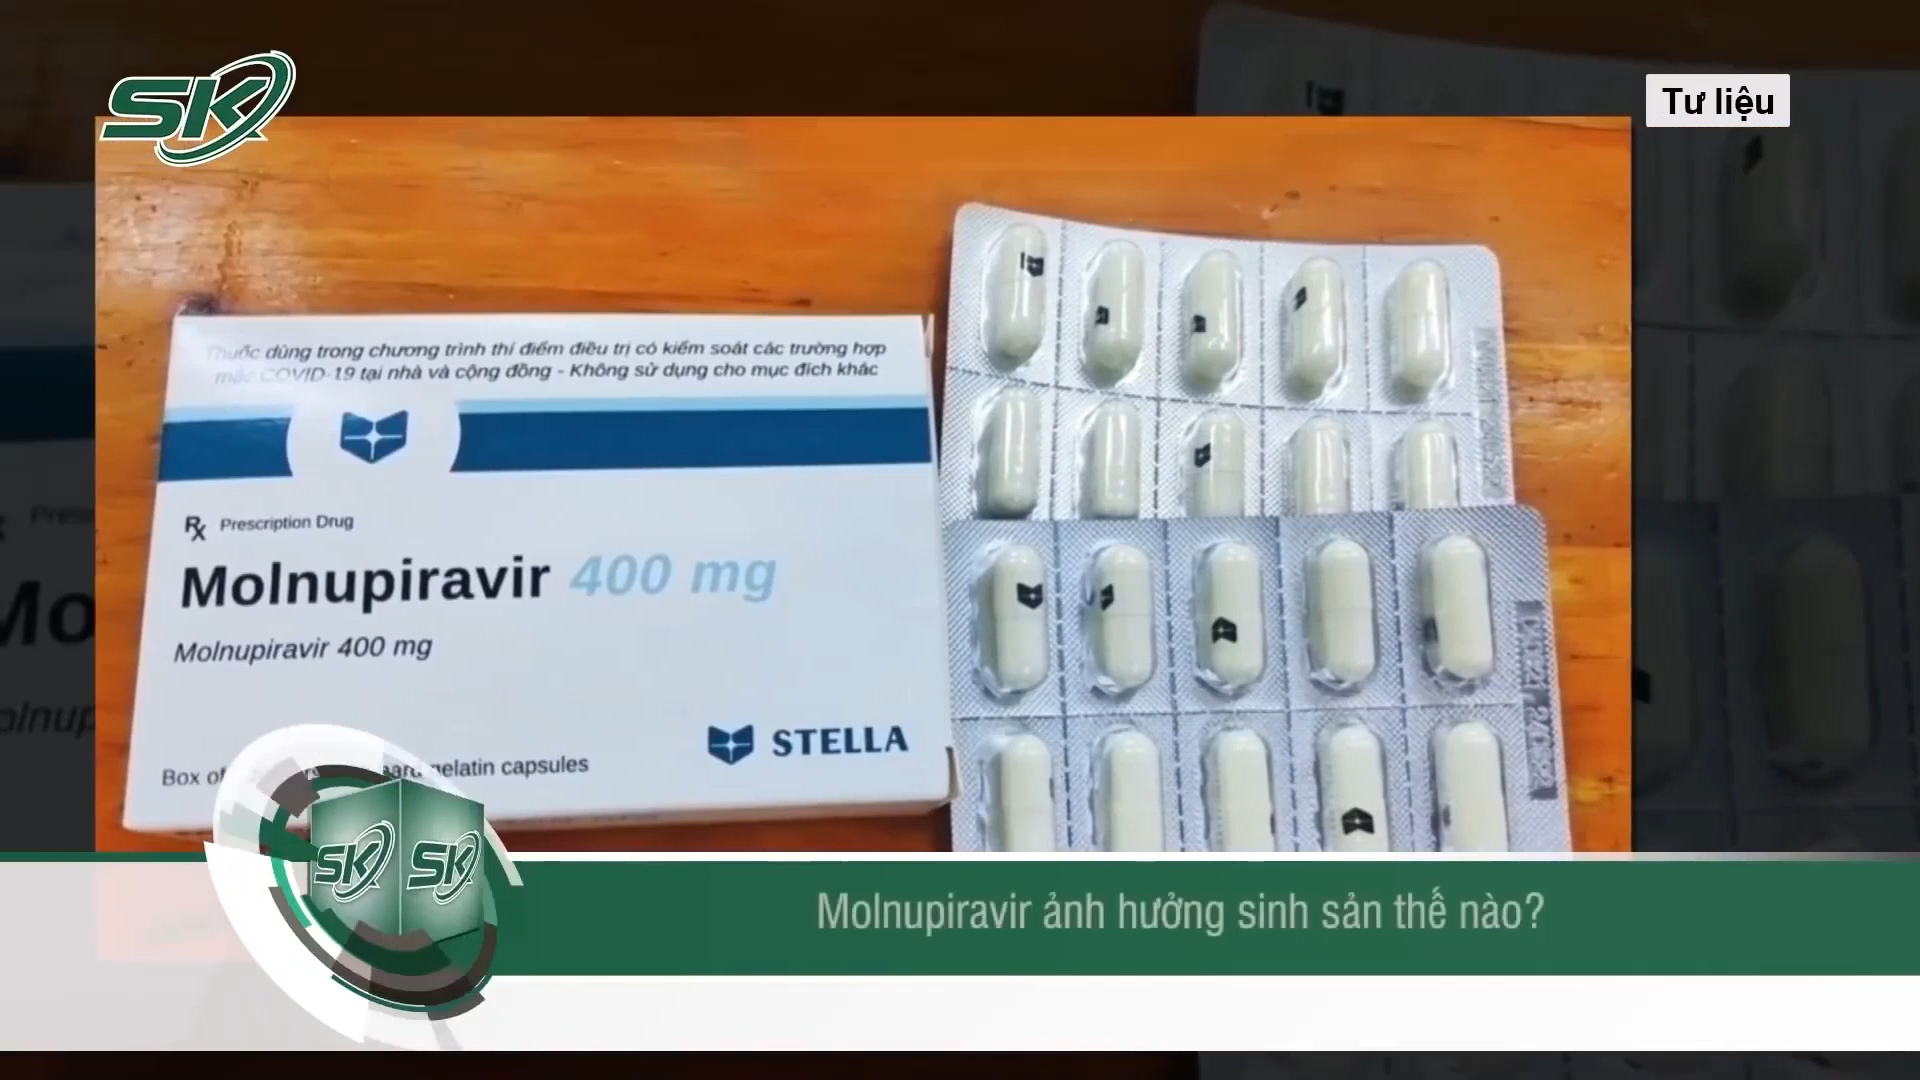 SK
Tư liệu
Thuốc dùng trong chương trình thí điểm điều trị có kiểm soát các trường hợp
mắc COVID-19 tại nhà và cộng đồng - Không sử dụng cho mục đích khác
Rx Prescription Drug
Molnupiravir 400 mg
Molnupiravir 400 mg
STELLA
Box of gelatin capsules
SK SK
Molnupiravir ảnh hưởng sinh sản thế nào?